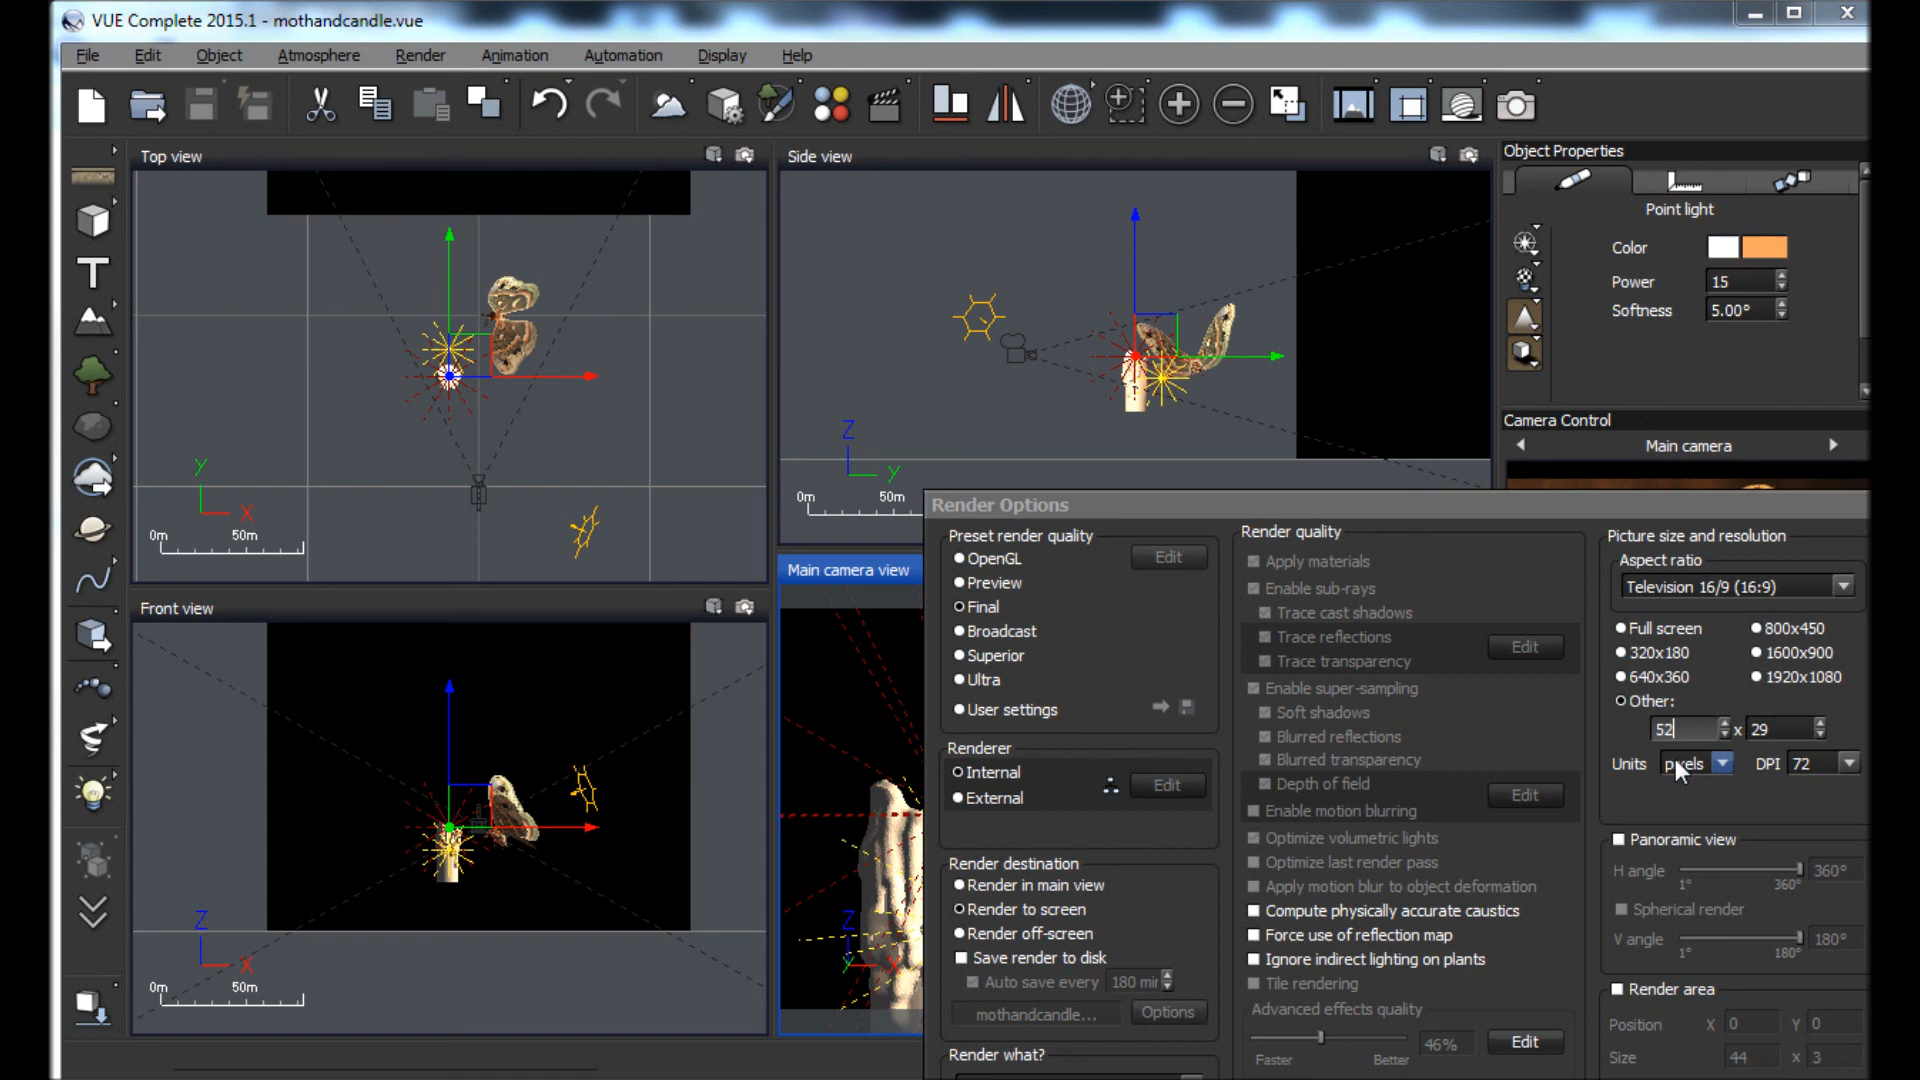 VUE Complete 2015.1 - mothandcandle.vue
File Edit Object Atmosphere Render Animation Automation Display Help
Top view
Side view
Object Properties
Point light
Color
Power 15
Softness 5.00°
Camera Control
Main camera
Y
X
0m 50m
Z
Y
0m 50m
Front view
Main camera view
Z
X
0m 50m
Z
Y X
Render Options
Preset render quality
Edit
OpenGL
Preview
Final
Broadcast
Superior
Ultra
User settings
Renderer
Internal
External
Edit
Render destination
Render in main view
Render to screen
Render off-screen
Save render to disk
Auto save every 180 min
mothandcandle... Options
Render what?
Render quality
Apply materials
Enable sub-rays
Trace cast shadows
Trace reflections
Trace transparency
Edit
Enable super-sampling
Soft shadows
Blurred reflections
Blurred transparency
Depth of field
Edit
Enable motion blurring
Optimize volumetric lights
Optimize last render pass
Apply motion blur to object deformation
Compute physically accurate caustics
Force use of reflection map
Ignore indirect lighting on plants
Tile rendering
Advanced effects quality
46% Edit
Faster Better
Picture size and resolution
Aspect ratio
Television 16/9 (16:9)
Full screen 800x450
320x180 1600x900
640x360 1920x1080
Other:
52 x 29
Units pixels DPI 72
Panoramic view
H angle 360°
1° 360°
Spherical render
V angle 180°
1° 180°
Render area
Position X 0 Y 0
Size 44 x 3